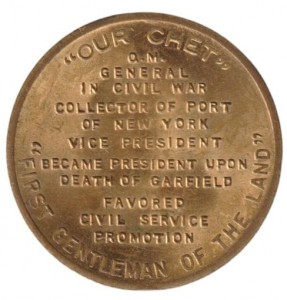 "OUR CHET"
Q.M.
GENERAL
IN CIVIL WAR
COLLECTOR OF PORT
OF NEW YORK
VICE PRESIDENT
BECAME PRESIDENT UPON
DEATH OF GARFIELD
FAVORED
CIVIL SERVICE
PROMOTION
"FIRST GENTLEMAN OF THE LAND"